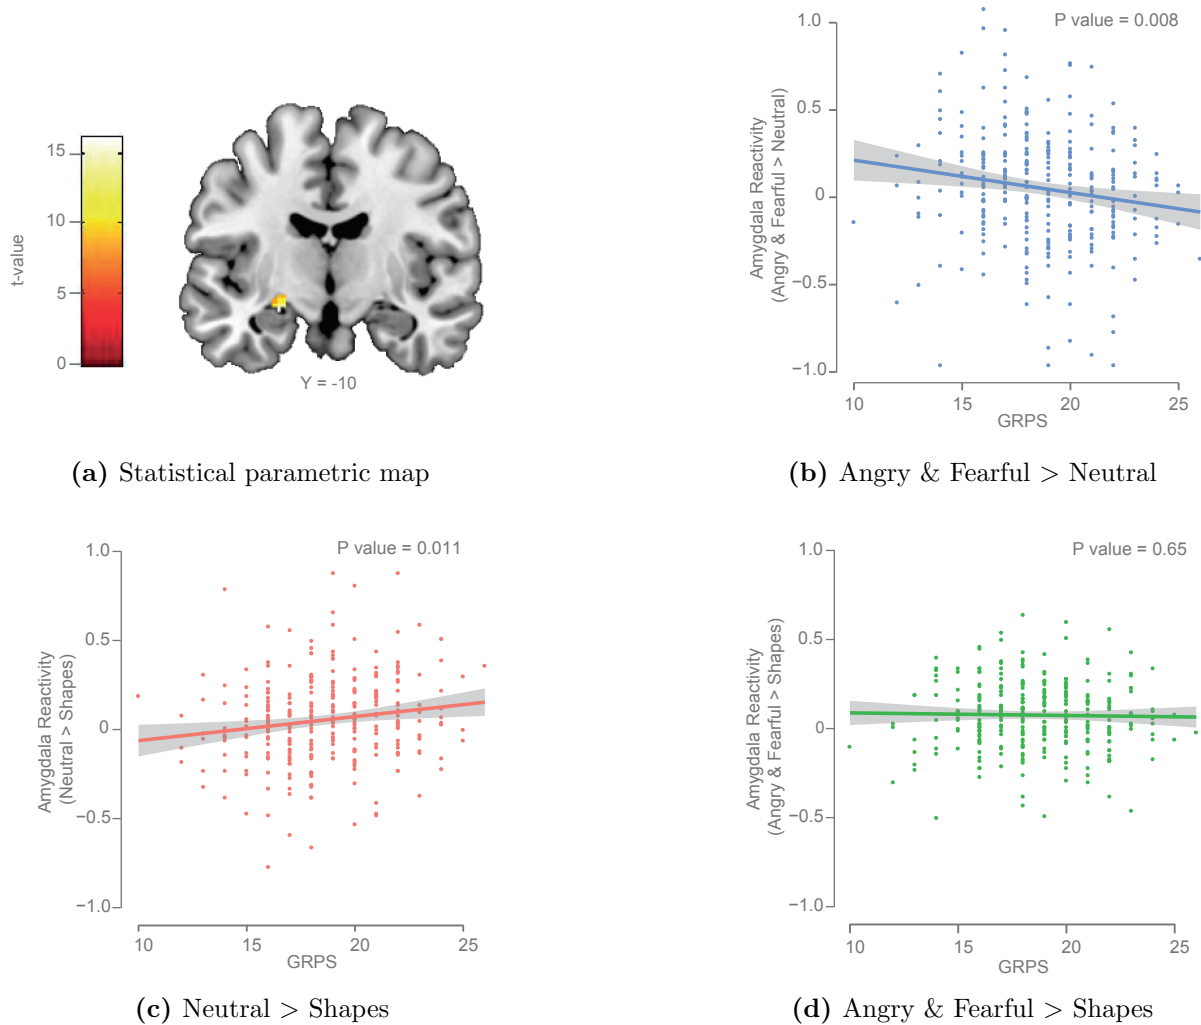 15
10
5
0
t-value
Y = -10
(a) Statistical parametric map
P value = 0.008
1.0
0.5
0
−0.5
−1.0
Amygdala Reactivity
(Angry & Fearful > Neutral)
10 15 20 25
GRPS
(b) Angry & Fearful > Neutral
P value = 0.011
1.0
0.5
0
−0.5
−1.0
Amygdala Reactivity
(Neutral > Shapes)
10 15 20 25
GRPS
(c) Neutral > Shapes
P value = 0.65
1.0
0.5
0
−0.5
−1.0
Amygdala Reactivity
(Angry & Fearful > Shapes)
10 15 20 25
GRPS
(d) Angry & Fearful > Shapes